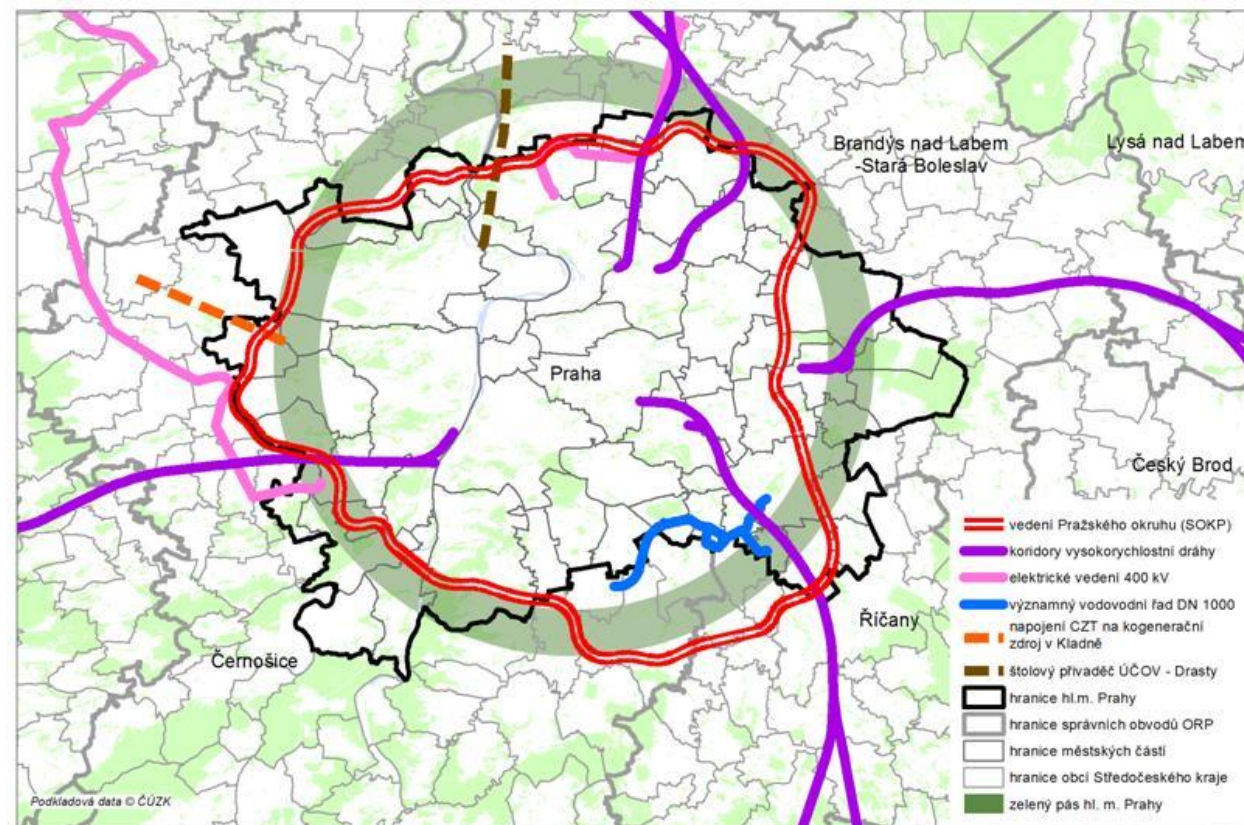 Brandýs nad Labem
-Stará Boleslav
Lysá nad Labem
Praha
Český Brod
Říčany
Černošice
vedení Pražského okruhu (SOKP)
koridory vysokorychlostní dráhy
elektrické vedení 400 kV
významný vodovodní řad DN 1000
napojení CZT na kogenerační
zdroj v Kladně
štolový přivaděč ÚČOV - Drasty
hranice hl.m. Prahy
hranice správních obvodů ORP
hranice městských částí
hranice obcí Středočeského kraje
zelený pás hl. m. Prahy
Podkladová data © ČÚZK